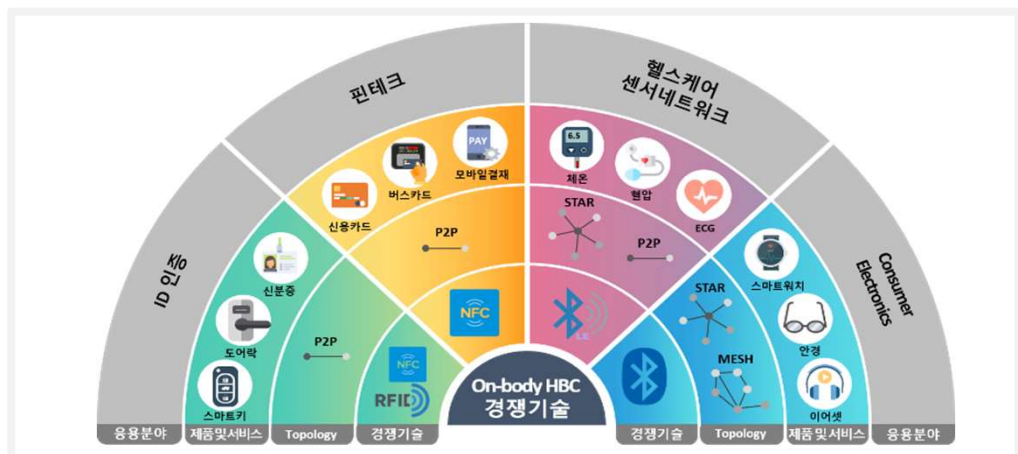 핀테크
헬스케어
센서네트워크
ID 인증
Consumer
Electronics
신용카드
버스카드
PAY
모바일결재
6.5
체온
혈압
ECG
신분증
도어락
스마트키
스마트워치
안경
이어셋
P2P
P2P
STAR
P2P
STAR
MESH
NFC
RFID
NFC
LE
On-body HBC
경쟁기술
응용분야
제품및서비스
Topology
경쟁기술
경쟁기술
Topology
제품및서비스
응용분야